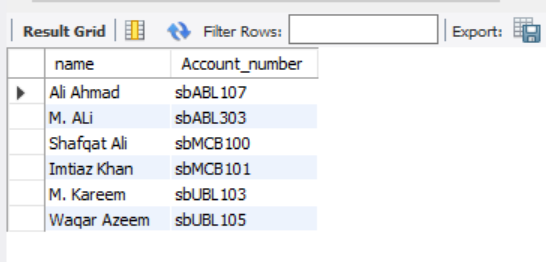 Result Grid Filter Rows: Export:
name Account_number
Ali Ahmad sbABL107
M. ALi sbABL303
Shafqat Ali sbMCB100
Imtiaz Khan sbMCB101
M. Kareem sbUBL103
Waqar Azeem sbUBL105